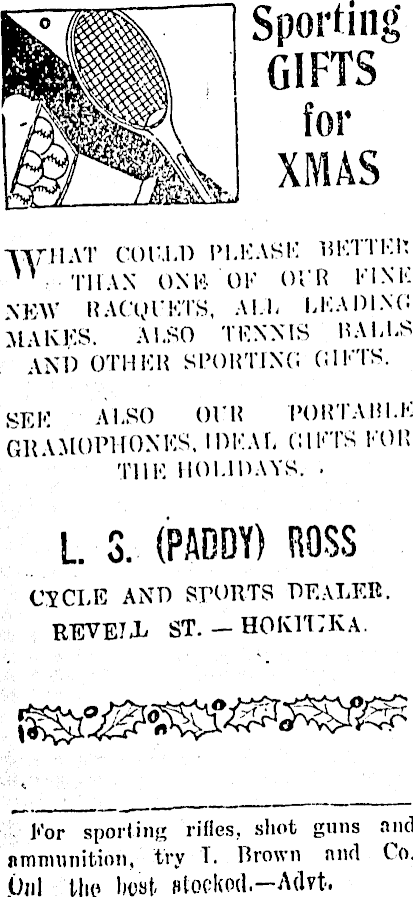 Sporting
GIFTS
for
XMAS
WHAT COULD PLEASE BETTER
THAN ONE OF OUR FINE
NEW RACQUETS, ALL LEADING
MAKES. ALSO TENNIS BALLS
AND OTHER SPORTING GIFTS.
SEE ALSO OUR PORTABLE
GRAMOPHONES, IDEAL GIFTS FOR
THE HOLIDAYS.
L. S. (PADDY) ROSS
CYCLE AND SPORTS DEALER.
REVELL ST. — HOKITIKA.
For sporting rifles, shot guns and
ammunition, try T. Brown and Co.
Onl the best stocked.—Advt.